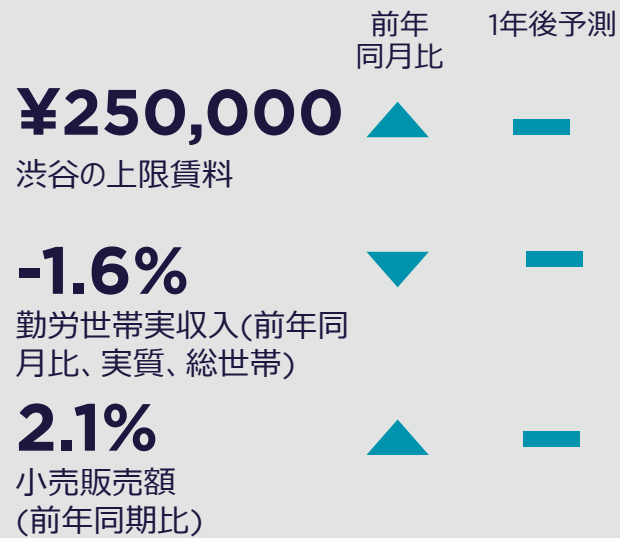 前年
同月比
1年後予測
¥250,000
渋谷の上限賃料
-1.6%
勤労世帯実収入(前年同
月比、実質、総世帯)
2.1%
小売販売額
(前年同期比)